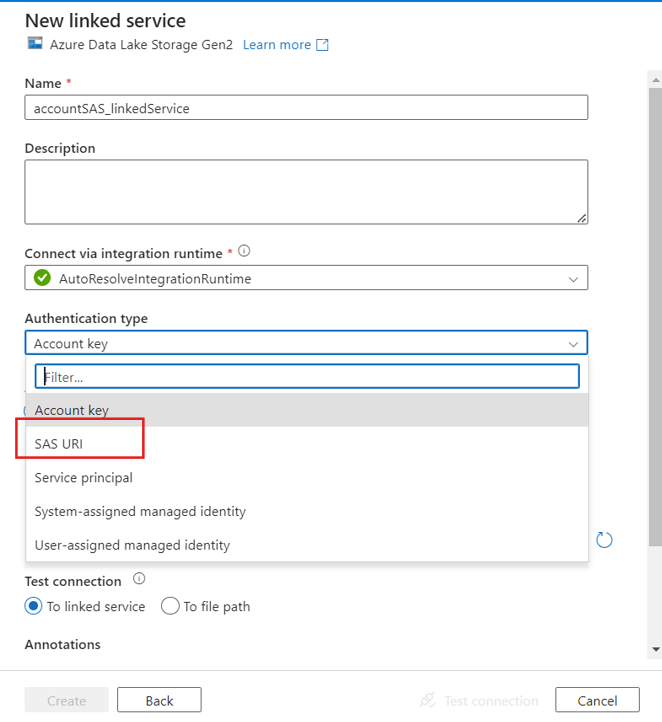 New linked service
Azure Data Lake Storage Gen2 Learn more
Name *
accountSAS_linkedService
Description
Connect via integration runtime *
AutoResolveIntegrationRuntime
Authentication type
Account key
Filter...
Account key
SAS URI
Service principal
System-assigned managed identity
User-assigned managed identity
Test connection
To linked service To file path
Annotations
Create Back Test connection Cancel